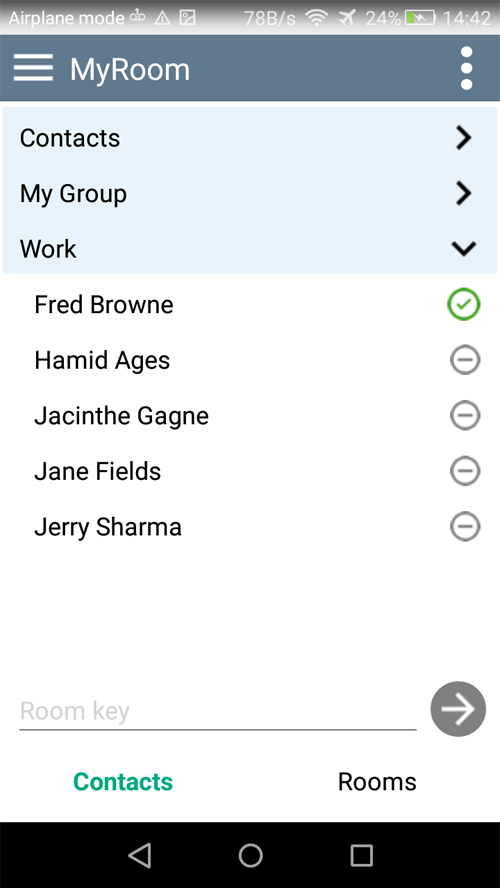 Airplane mode 78B/s 24% 14:42
MyRoom
Contacts
My Group
Work
Fred Browne
Hamid Ages
Jacinthe Gagne
Jane Fields
Jerry Sharma
Room key
Contacts Rooms